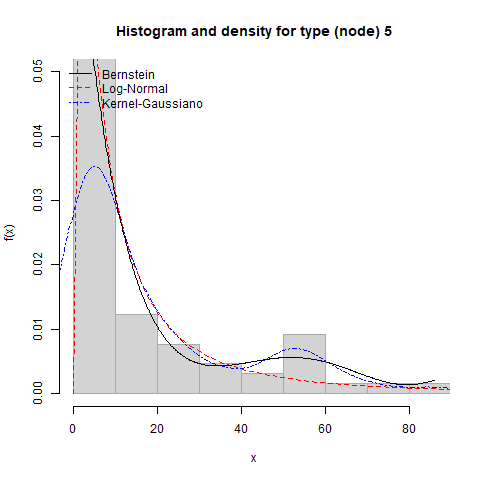 Histogram and density for type (node) 5
Bernstein
Log-Normal
Kernel-Gaussiano
f(x)
0.05
0.04
0.03
0.02
0.01
0.00
0 20 40 60 80
x